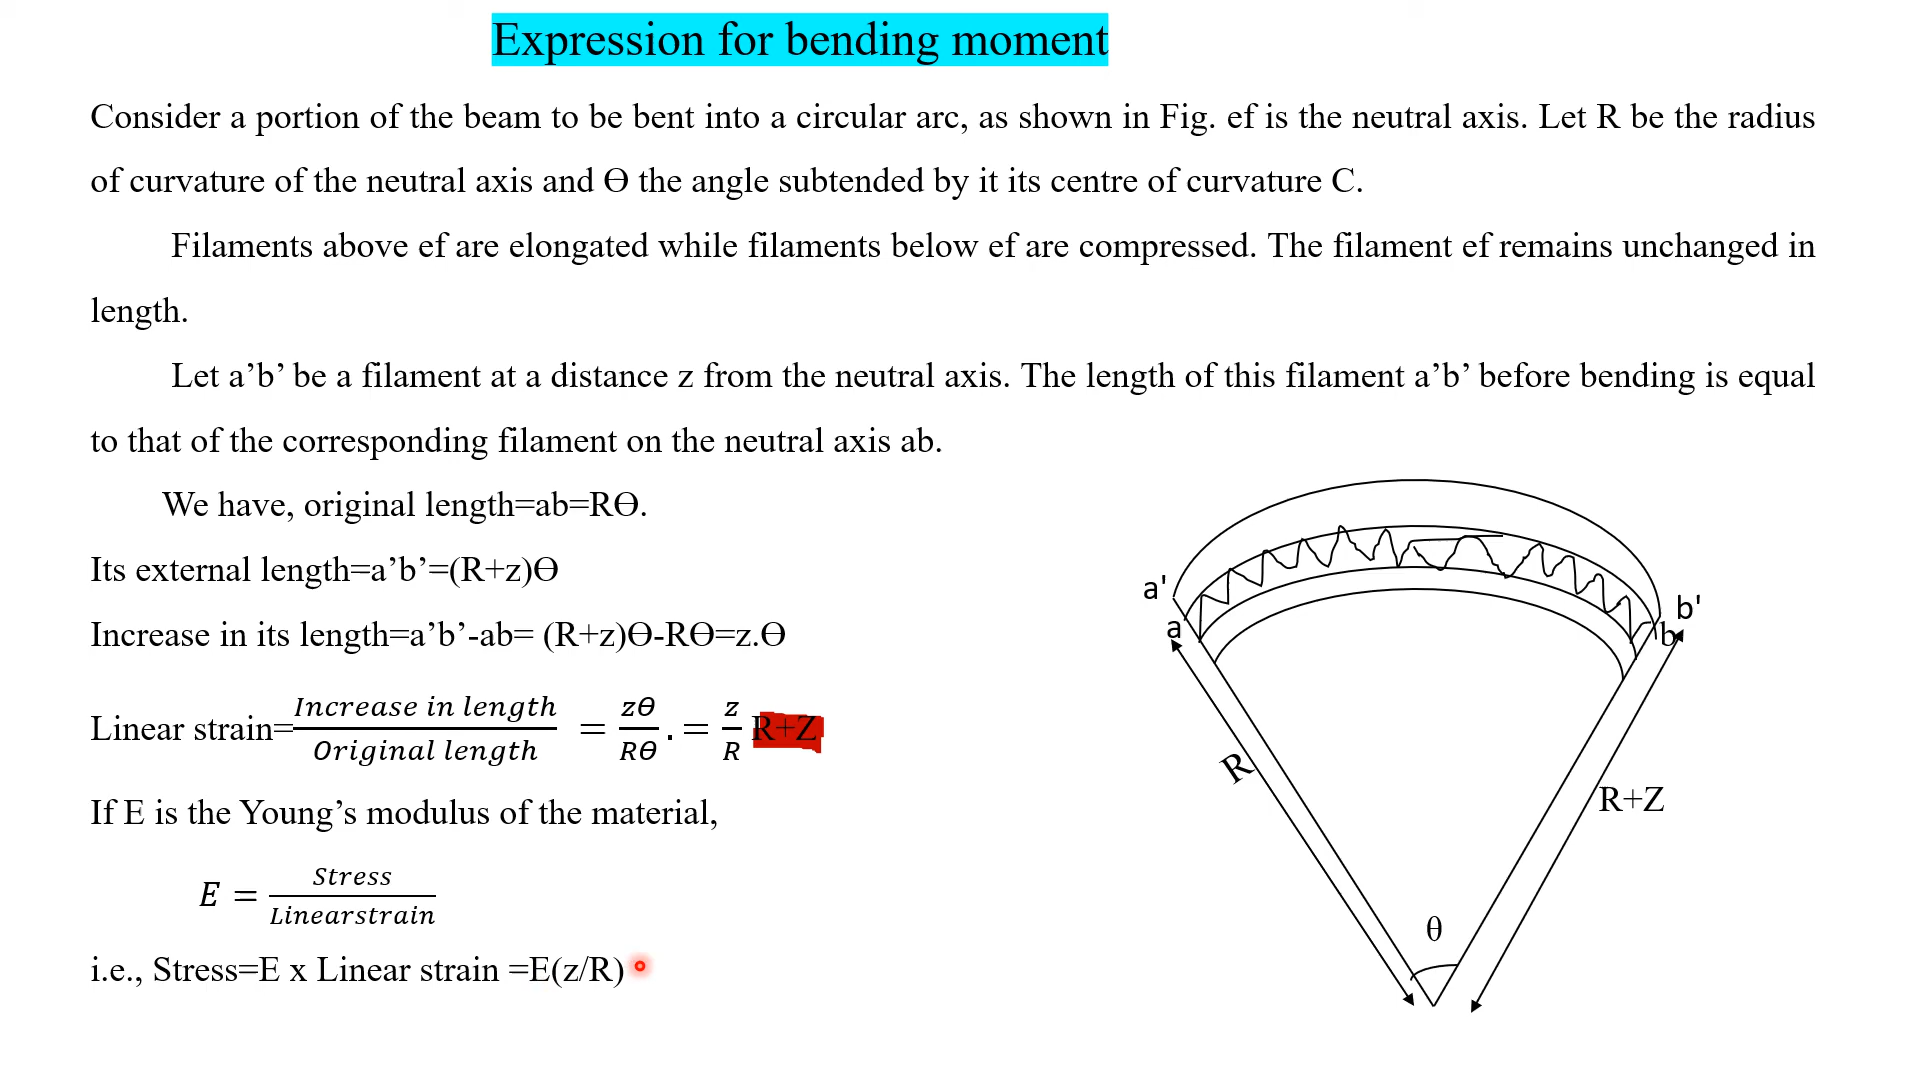 Expression for bending moment
Consider a portion of the beam to be bent into a circular arc, as shown in Fig. ef is the neutral axis. Let R be the radius
of curvature of the neutral axis and Ɵ the angle subtended by it its centre of curvature C.
Filaments above ef are elongated while filaments below ef are compressed. The filament ef remains unchanged in
length.
Let a’b’ be a filament at a distance z from the neutral axis. The length of this filament a’b’ before bending is equal
to that of the corresponding filament on the neutral axis ab.
We have, original length=ab=RƟ.
Its external length=a’b’=(R+z)Ɵ
Increase in its length=a’b’-ab= (R+z)Ɵ-RƟ=z.Ɵ
Linear strain=Increase in length/Original length = zƟ/RƟ . = z/R R+Z
If E is the Young’s modulus of the material,
E = Stress/Linearstrain
i.e., Stress=E x Linear strain =E(z/R)
a'
b'
a
b
R
R+Z
θ